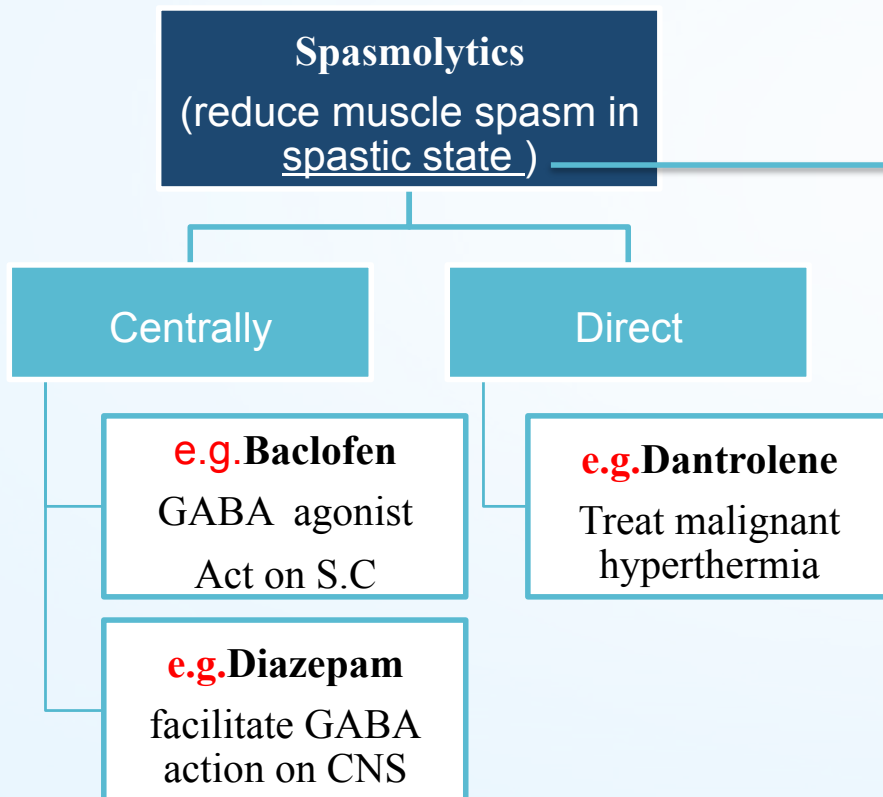 Spasmolytics
(reduce muscle spasm in
spastic state )
Centrally
Direct
e.g.Baclofen
GABA agonist
Act on S.C
e.g.Diazepam
facilitate GABA
action on CNS
e.g.Dantrolene
Treat malignant
hyperthermia